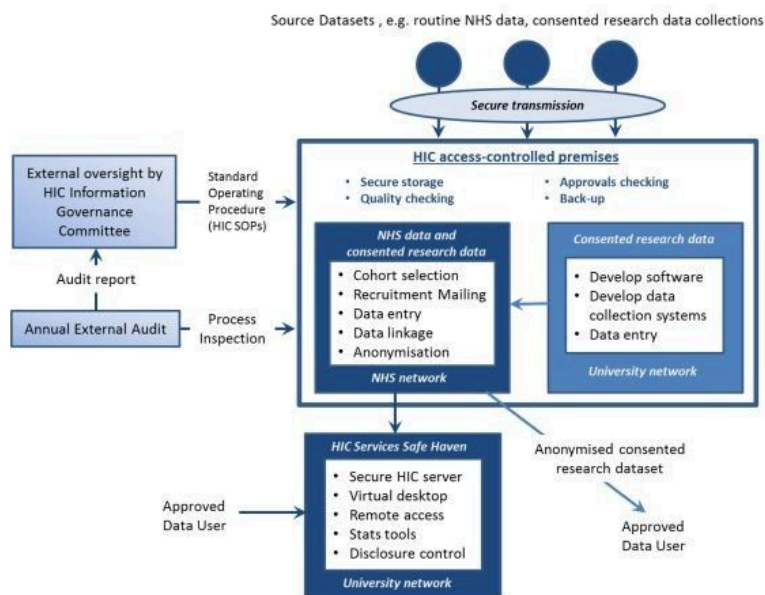 Source Datasets , e.g. routine NHS data, consented research data collections
Secure transmission
HIC access-controlled premises
• Secure storage
• Quality checking
• Approvals checking
• Back-up
External oversight by
HIC Information
Governance
Committee
Standard
Operating
Procedure
(HIC SOPs)
Audit report
Annual External Audit
Process
Inspection
NHS data and
consented research data
• Cohort selection
• Recruitment Mailing
• Data entry
• Data linkage
• Anonymisation
NHS network
Consented research data
• Develop software
• Develop data
collection systems
• Data entry
University network
HIC Services Safe Haven
• Secure HIC server
• Virtual desktop
• Remote access
• Stats tools
• Disclosure control
University network
Approved
Data User
Anonymised consented
research dataset
Approved
Data User